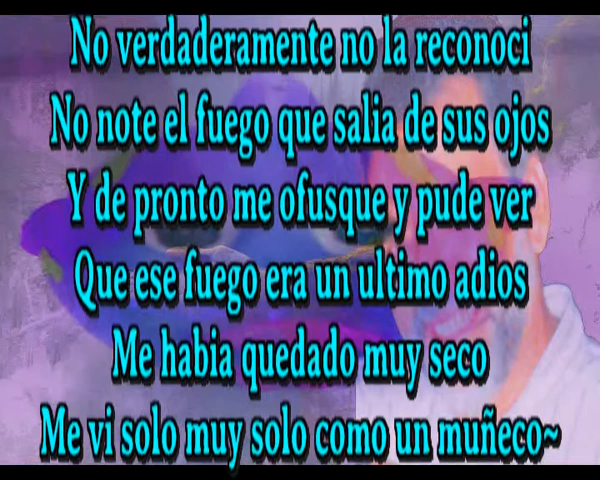 No verdaderamente no la reconoci
No note el fuego que salia de sus ojos
Y de pronto me ofusque y pude ver
Que ese fuego era un ultimo adios
Me habia quedado muy seco
Me vi solo muy solo como un muñeco~